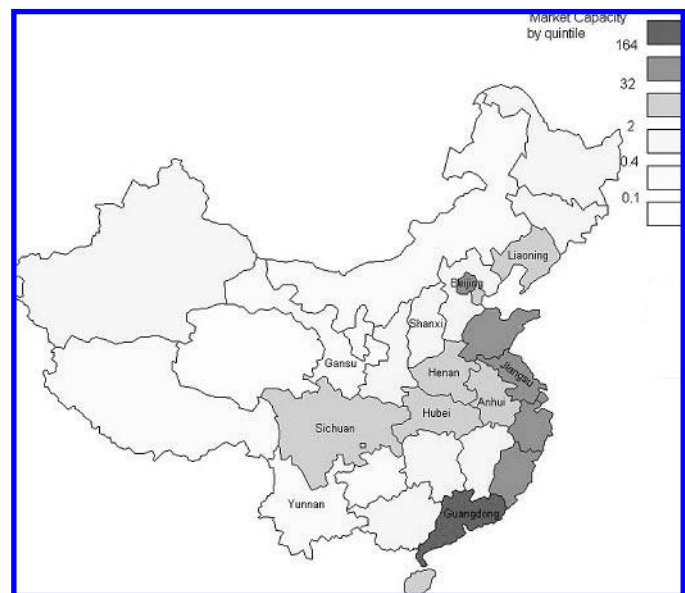 Market Capacity
by quintile
164
32
2
0.4
0.1
Liaoning
Beijing
Shanxi
Gansu
Henan
Jiangsu
Anhui
Hubei
Sichuan
Yunnan
Guangdong